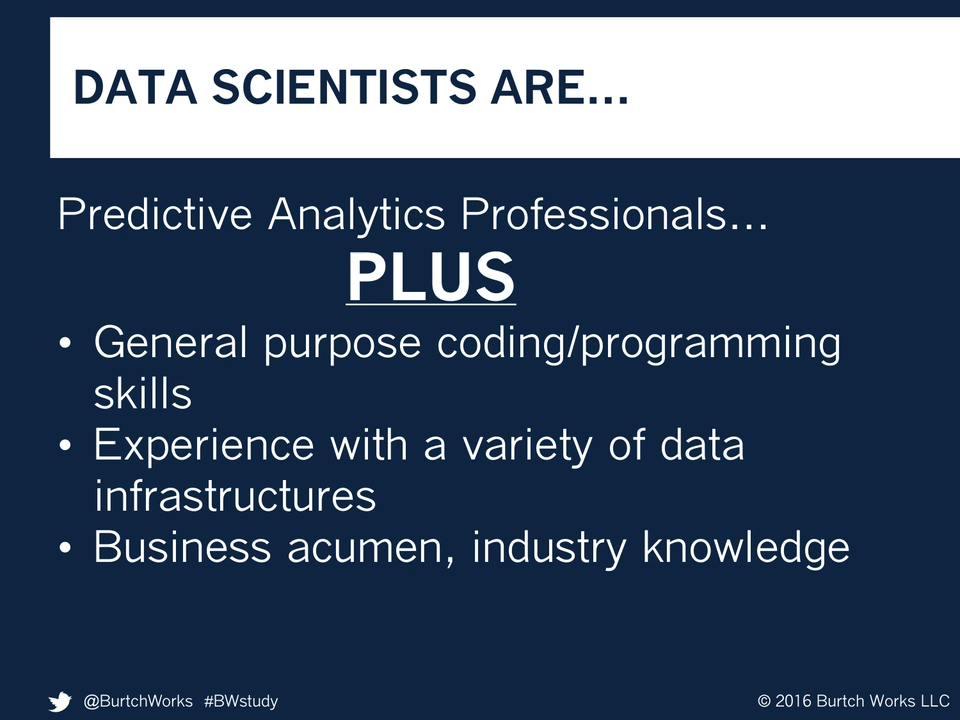 DATA SCIENTISTS ARE...
Predictive Analytics Professionals...
PLUS
• General purpose coding/programming
skills
• Experience with a variety of data
infrastructures
• Business acumen, industry knowledge
@BurtchWorks #BWstudy
© 2016 Burtch Works LLC